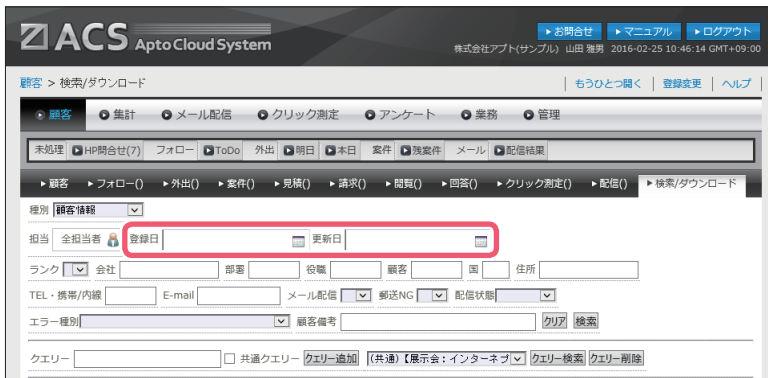 ACS Apto Cloud System
お問合せ マニュアル ログアウト
株式会社アプト(サンプル) 山田 雅男 2016-02-25 10:46:14 GMT+09:00
顧客 > 検索/ダウンロード | もうひとつ開く | 登録変更 | ヘルプ |
顧客 集計 メール配信 クリック測定 アンケート 業務 管理
未処理 HP問合せ(7) フォロー ToDo 外出 明日 本日 案件 残案件 メール 配信結果
顧客 フォロー() 外出() 案件() 見積() 請求() 閲覧() 回答() クリック測定() 配信() 検索/ダウンロード
種別 顧客情報
担当 全担当者 登録日 更新日
ランク 会社 部署 役職 顧客 国 住所
TEL・携帯/内線 E-mail メール配信 郵送NG 配信状態
エラー種別 顧客備考 クリア 検索
クエリー 共通クエリー クエリー追加 (共通)【展示会：インターネプ クエリー検索 クエリー削除